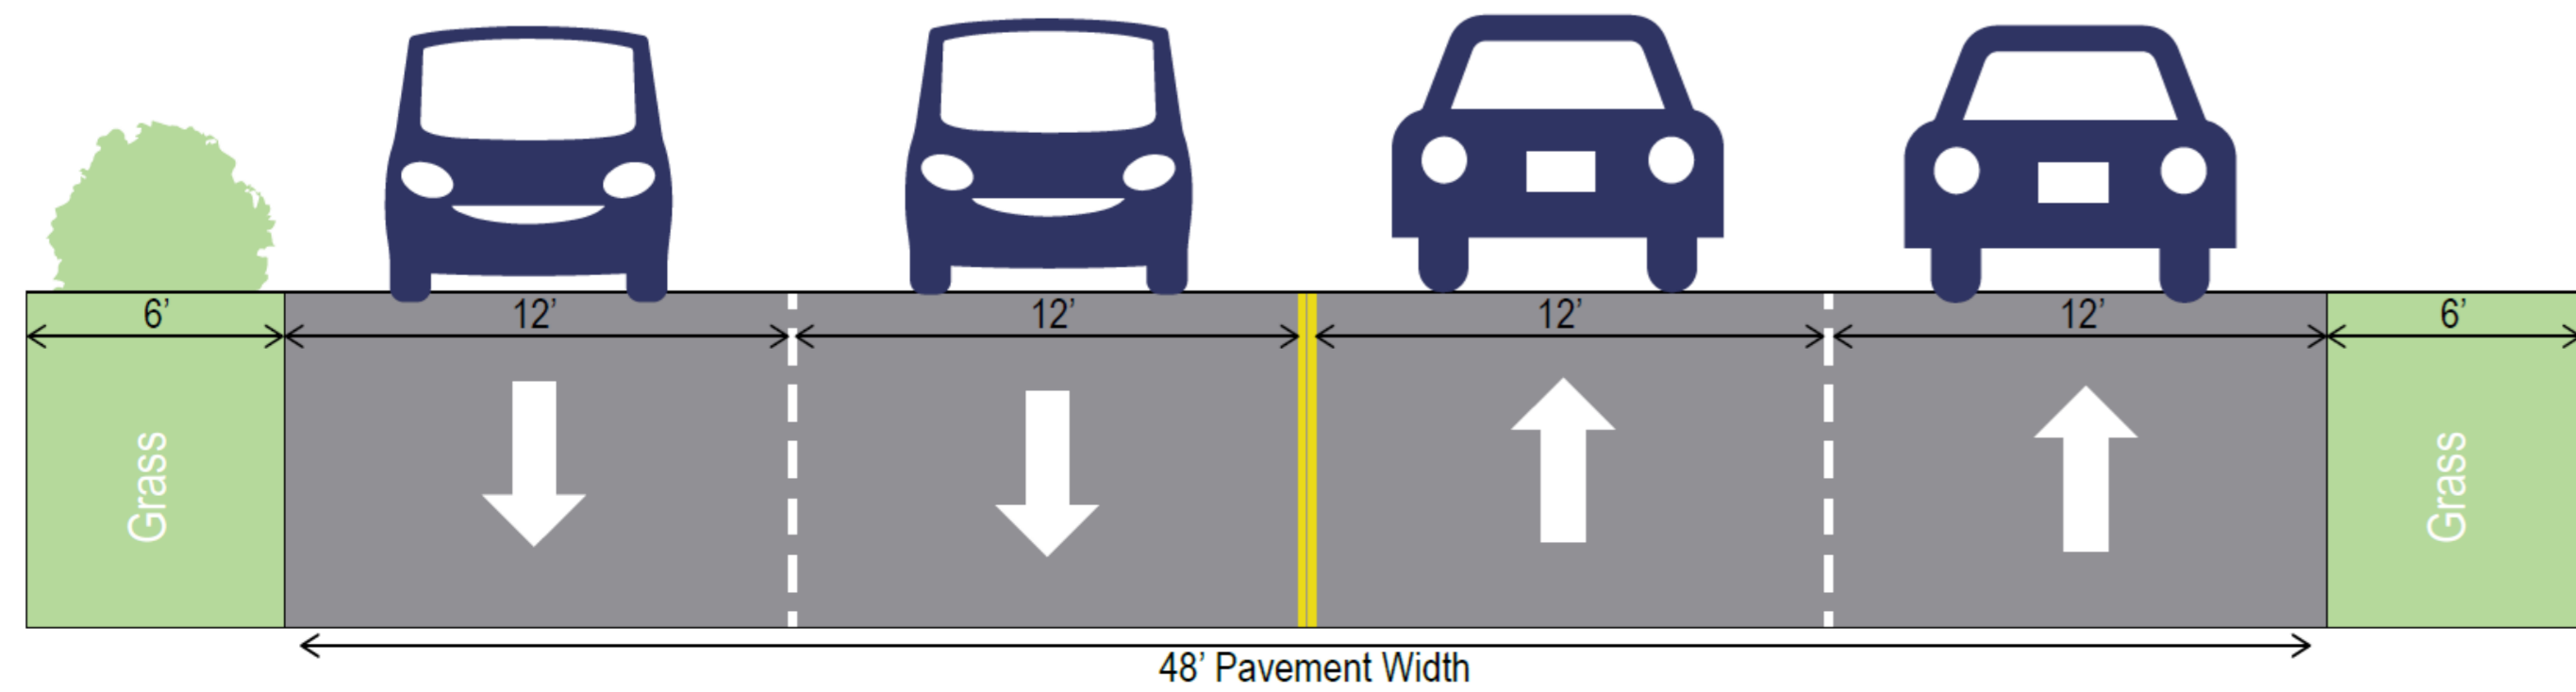 6’ 12’ 12’ 12’ 12’ 6’
Grass Grass
48’ Pavement Width